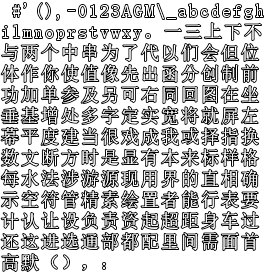 #'(),-0123AGM\_abcdefgh
ilmnoprstvwxy。一三上下不
与两个中串为了代以们会但位
体作你使值像先出函分创制前
功加单参及另可右同回图在坐
垂基增处多字定实宽将就屏左
幕平度建当很戏成我或择指换
数文断方时是显有本来标样格
每水法涉游源现用界的直相确
示空符管精素绘置者能行表要
计认让设负责资起超距身车过
还这进选通部都配里间需面首
高默（），：